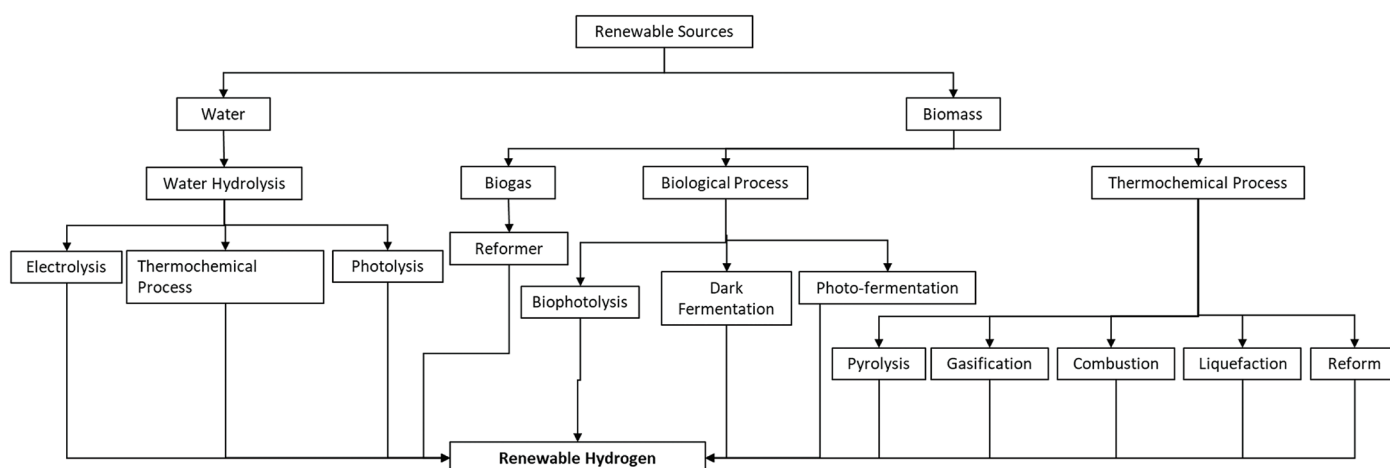 Renewable Sources
Water
Biomass
Water Hydrolysis
Biogas
Biological Process
Thermochemical Process
Electrolysis
Thermochemical
Process
Photolysis
Reformer
Biophotolysis
Dark
Fermentation
Photo-fermentation
Pyrolysis
Gasification
Combustion
Liquefaction
Reform
Renewable Hydrogen